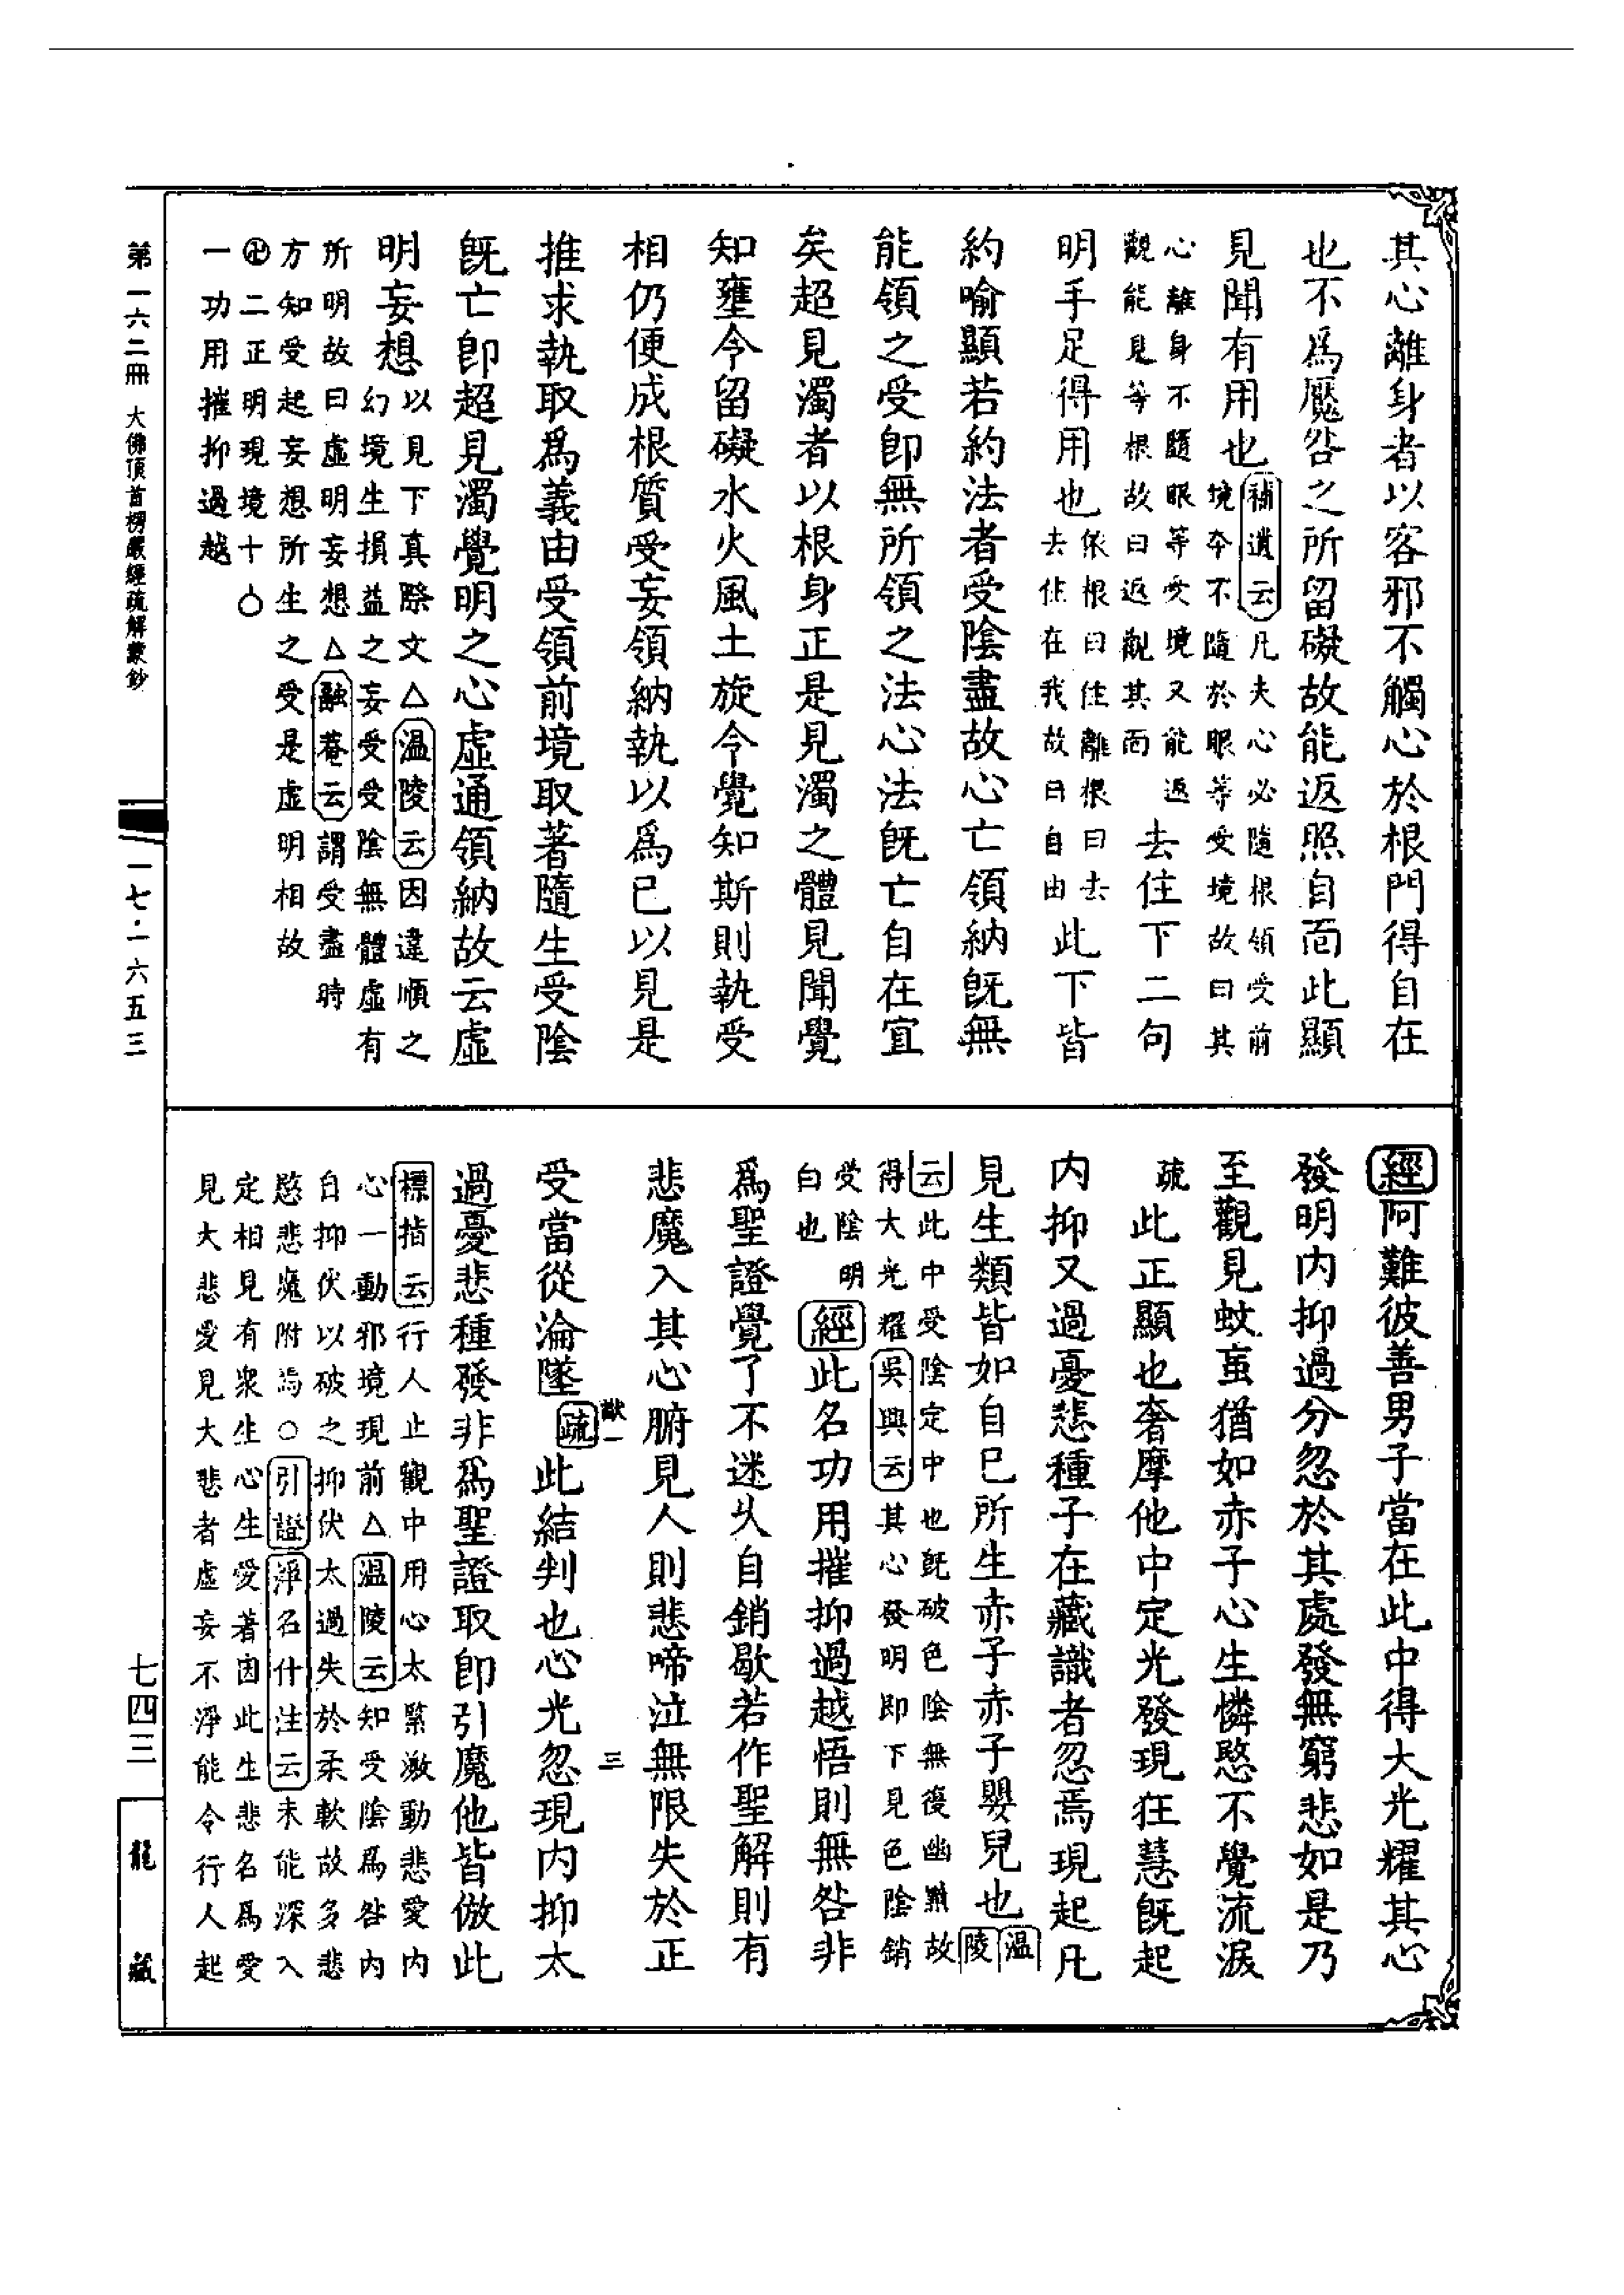 其心離身者以客邪不觸心於根門得自在
也不爲魘咎之所留礙故能返照自面此顯
見聞有用也補遺云凡夫心必隨根領受前
境今不隨於眼等受境故曰其
心離身不隨眼等受境又能返
觀能見等根故曰返觀其面
去住下二句
明手足得用也依根曰住離根曰去
去住在我故曰自由
此下皆
約喻顯若約法者受陰盡故心亡領納既無
能領之受即無所領之法心法既亡自在宜
矣超見濁者以根身正是見濁之體見聞覺
知壅令留礙水火風土旋令覺知斯則執受
相仍便成根質受妄領納執以爲已以見是
推求執取爲義由受領前境取著隨生受陰
既亡即超見濁覺明之心虛通領納故云虛
明妄想以見下真際文△温陵云因違順之
幻境生損益之妄受受陰無體虛有
所明故曰虛明妄想△融菴云謂受盡時
方知受起妄想所生之受是虛明相故
卍二正明現境十〇
一功用摧抑過越
經阿難彼善男子當在此中得大光耀其心
發明内抑過分忽於其處發無窮悲如是乃
至觀見蚊䖟猶如赤子心生憐愍不覺流淚
疏此正顯也奢摩他中定光發現狂慧既起
内抑又過憂悲種子在藏識者忽焉現起凡
見生類皆如自已所生赤子赤子嬰兒也温陵
云此中受陰定中也既破色陰無復幽黯故
得大光耀吳興云其心發明即下見色陰銷
受陰明
白也
經此名功用摧抑過越悟則無咎非
爲聖證覺了不迷乆自銷歇若作聖解則有
悲魔入其心腑見人則悲啼泣無限失於正
猷一
三
受當從淪墜疏此結判也心光忽現内抑太
過憂悲種發非爲聖證取即引魔他皆倣此
標指云行人止觀中用心太緊激動悲愛内
心一動邪境現前△温陵云知受陰爲咎内
自抑伏以破之抑伏太過失於柔軟故多悲
愍悲魔附焉〇引證淨名什注云未能深入
定相見有衆生心生愛著因此生悲名爲愛
見大悲愛見大悲者虛妄不淨能令行人起
第一六二冊　大佛頂首楞嚴經疏解蒙鈔
一七·一六五三
七四三
龍藏